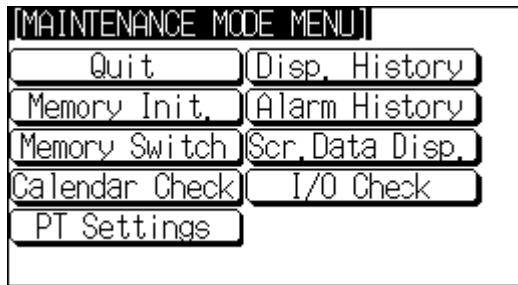 [MAINTENANCE MODE MENU]
Quit Disp. History
Memory Init. Alarm History
Memory Switch Scr.Data Disp.
Calendar Check I/O Check
PT Settings